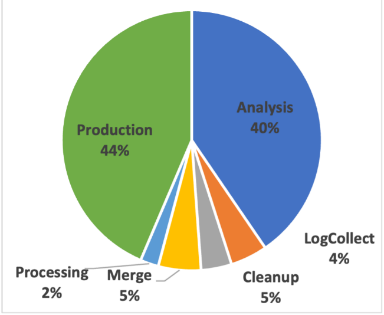 Analysis
40%
Production
44%
LogCollect
4%
Processing
2%
Merge
5%
Cleanup
5%